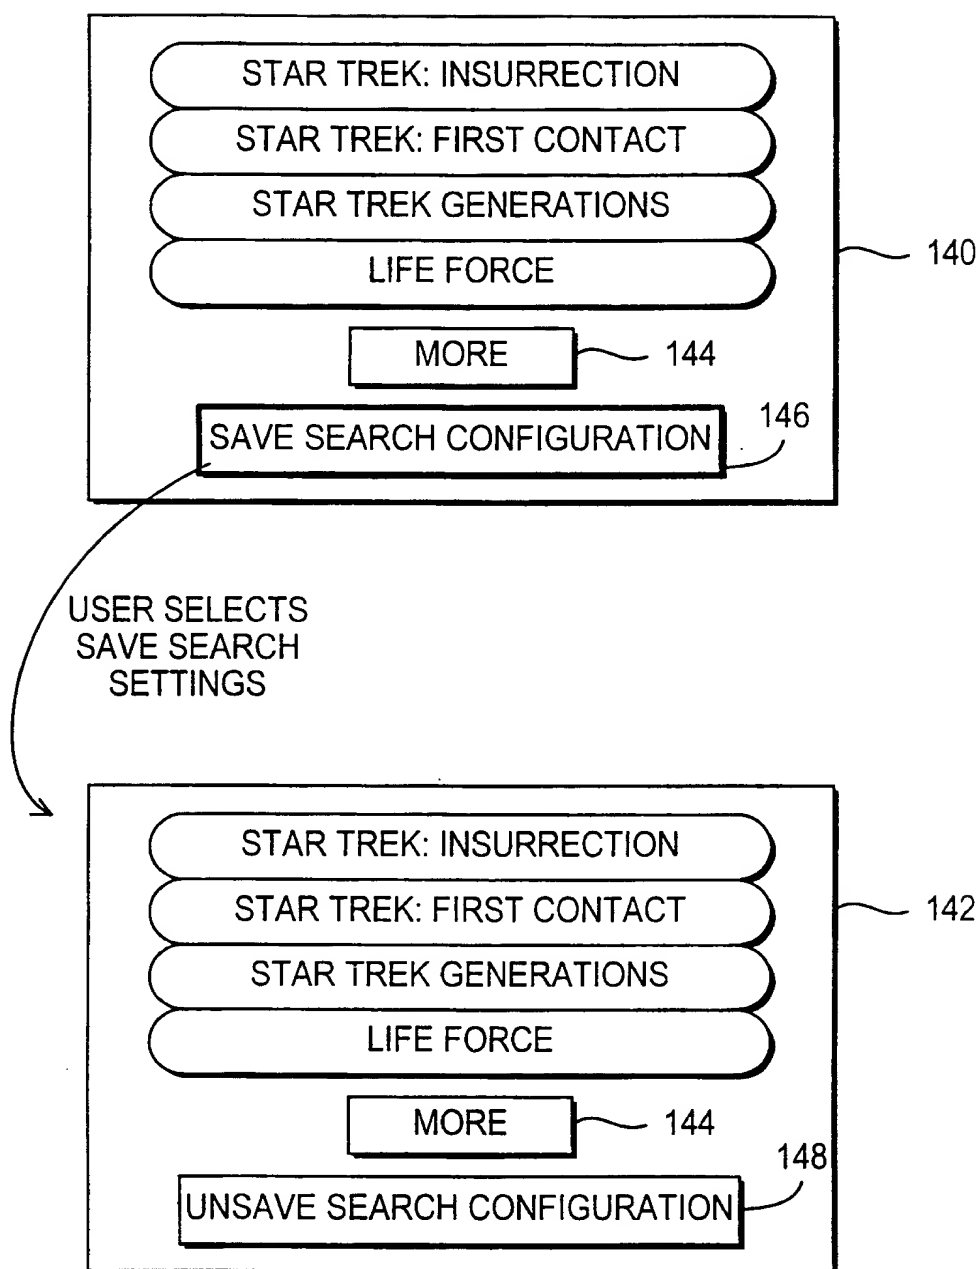 STAR TREK: INSURRECTION
STAR TREK: FIRST CONTACT
STAR TREK GENERATIONS
140
LIFE FORCE
MORE
144
146
SAVE SEARCH CONFIGURATION
USER SELECTS
SAVE SEARCH
SETTINGS
STAR TREK: INSURRECTION
STAR TREK: FIRST CONTACT
142
STAR TREK GENERATIONS
LIFE FORCE
MORE
144
148
UNSAVE SEARCH CONFIGURATION